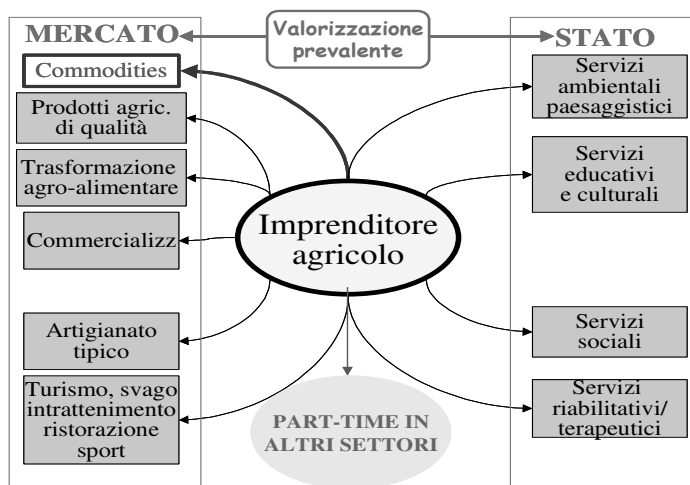 MERCATO
Valorizzazione
prevalente
STATO
Commodities
Prodotti agric.
di qualità
Trasformazione
agro-alimentare
Commercializz
Artigianato
tipico
Turismo, svago
intrattenimento
ristorazione
sport
Imprenditore
agricolo
PART-TIME IN
ALTRI SETTORI
Servizi
ambientali
paesaggistici
Servizi
educativi
e culturali
Servizi
sociali
Servizi
riabilitativi/
terapeutici